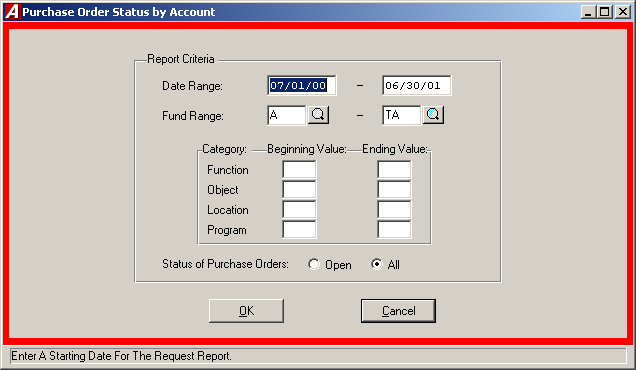 A Purchase Order Status by Account
Report Criteria
Date Range: 07/01/00 – 06/30/01
Fund Range: A – TA
Category: Beginning Value: Ending Value:
Function
Object
Location
Program
Status of Purchase Orders: Open All
OK Cancel
Enter A Starting Date For The Request Report.